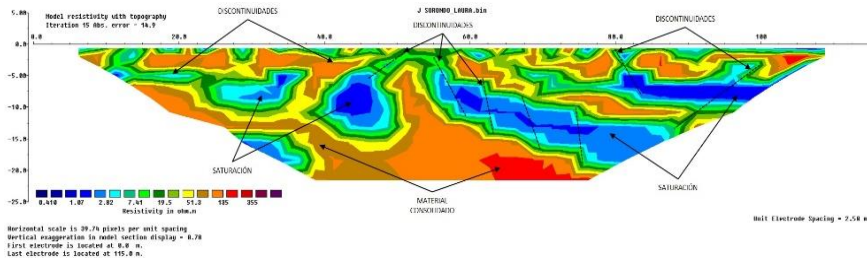 J SURUNDO_LAURA.bin
Model resistivity with topography
Iteration 15 Abs. error = 14.9
DISCONTINUIDADES
DISCONTINUIDADES
DISCONTINUIDADES
5.00
0.0
20.0
40.0
60.0
80.0
100
0.0
-5.00
-10.0
-15.0
-20.0
-25.0
SATURACIÓN
MATERIAL
CONSOLIDADO
SATURACIÓN
0.410 1.07 2.82 7.41 19.5 51.3 135 355
Resistivity in ohm.m
Unit Electrode Spacing = 2.50 m
Horizontal scale is 39.74 pixels per unit spacing
Vertical exaggeration in model section display = 0.70
First electrode is located at 0.0 m.
Last electrode is located at 115.0 m.